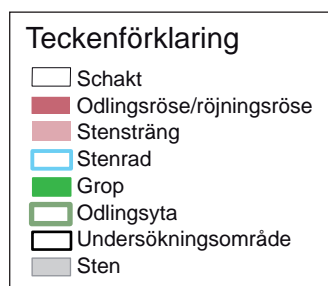 Teckenförklaring
Schakt
Odlingsröse/röjningsröse
Stensträng
Stenrad
Grop
Odlingsyta
Undersökningsområde
Sten